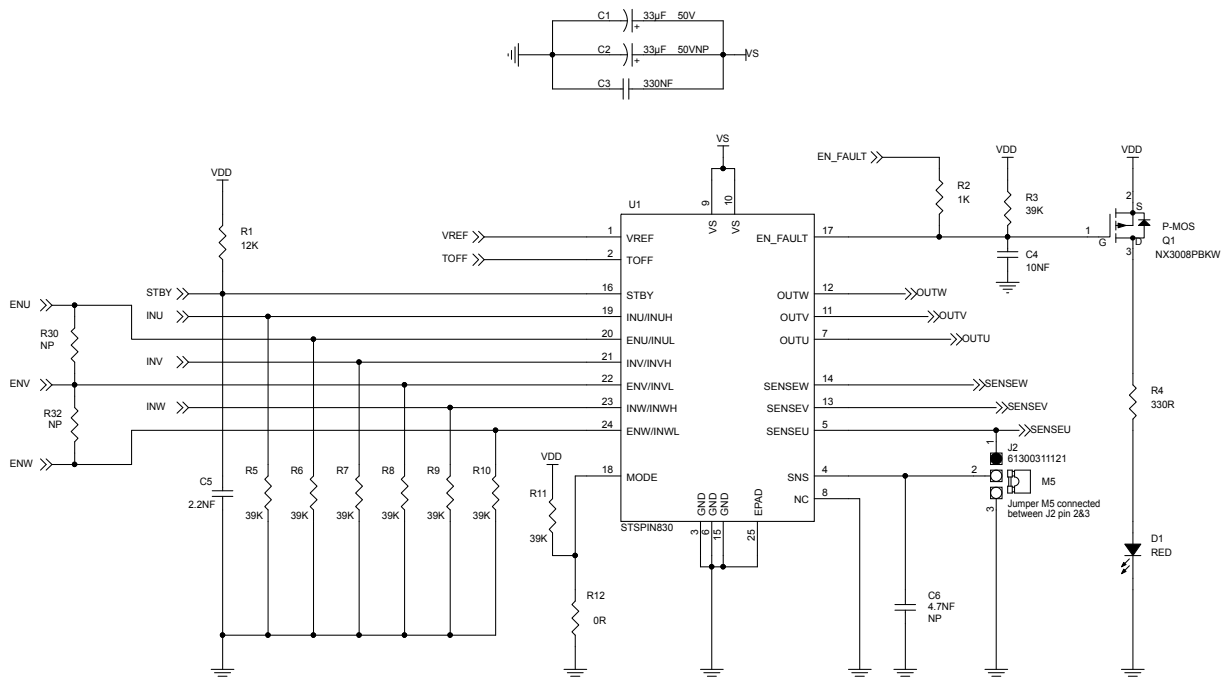 C1 33µF 50V
C2 33µF 50VNP
VS
C3 330NF
+
+
VS
EN_FAULT
VDD
VDD
VDD
R1
12K
R2
1K
R3
39K
2
S
1
G
D
3
P-MOS
Q1
NX3008PBKW
C4
10NF
U1
9
10
VS
VS
VREF
1
VREF
EN_FAULT
17
TOFF
2
TOFF
STBY
16
STBY
OUTW
12
OUTW
ENU
INU
19
INU/INUH
OUTV
11
OUTV
R30
NP
20
ENU/INUL
OUTU
7
OUTU
INV
21
INV/INVH
ENV
22
ENV/INVL
SENSEW
14
SENSEW
R32
NP
INW
23
INW/INWH
SENSEV
13
SENSEV
24
ENW/INWL
SENSEU
5
SENSEU
ENW
R4
330R
1
J2
61300311121
VDD
18
MODE
SNS
4
2
M5
NC
8
3
Jumper M5 connected
between J2 pin 2&3
C5
2.2NF
R5
39K
R6
39K
R7
39K
R8
39K
R9
39K
R10
39K
R11
39K
GND
GND
GND
EPAD
STSPIN830
3
6
15
25
D1
RED
R12
0R
C6
4.7NF
NP